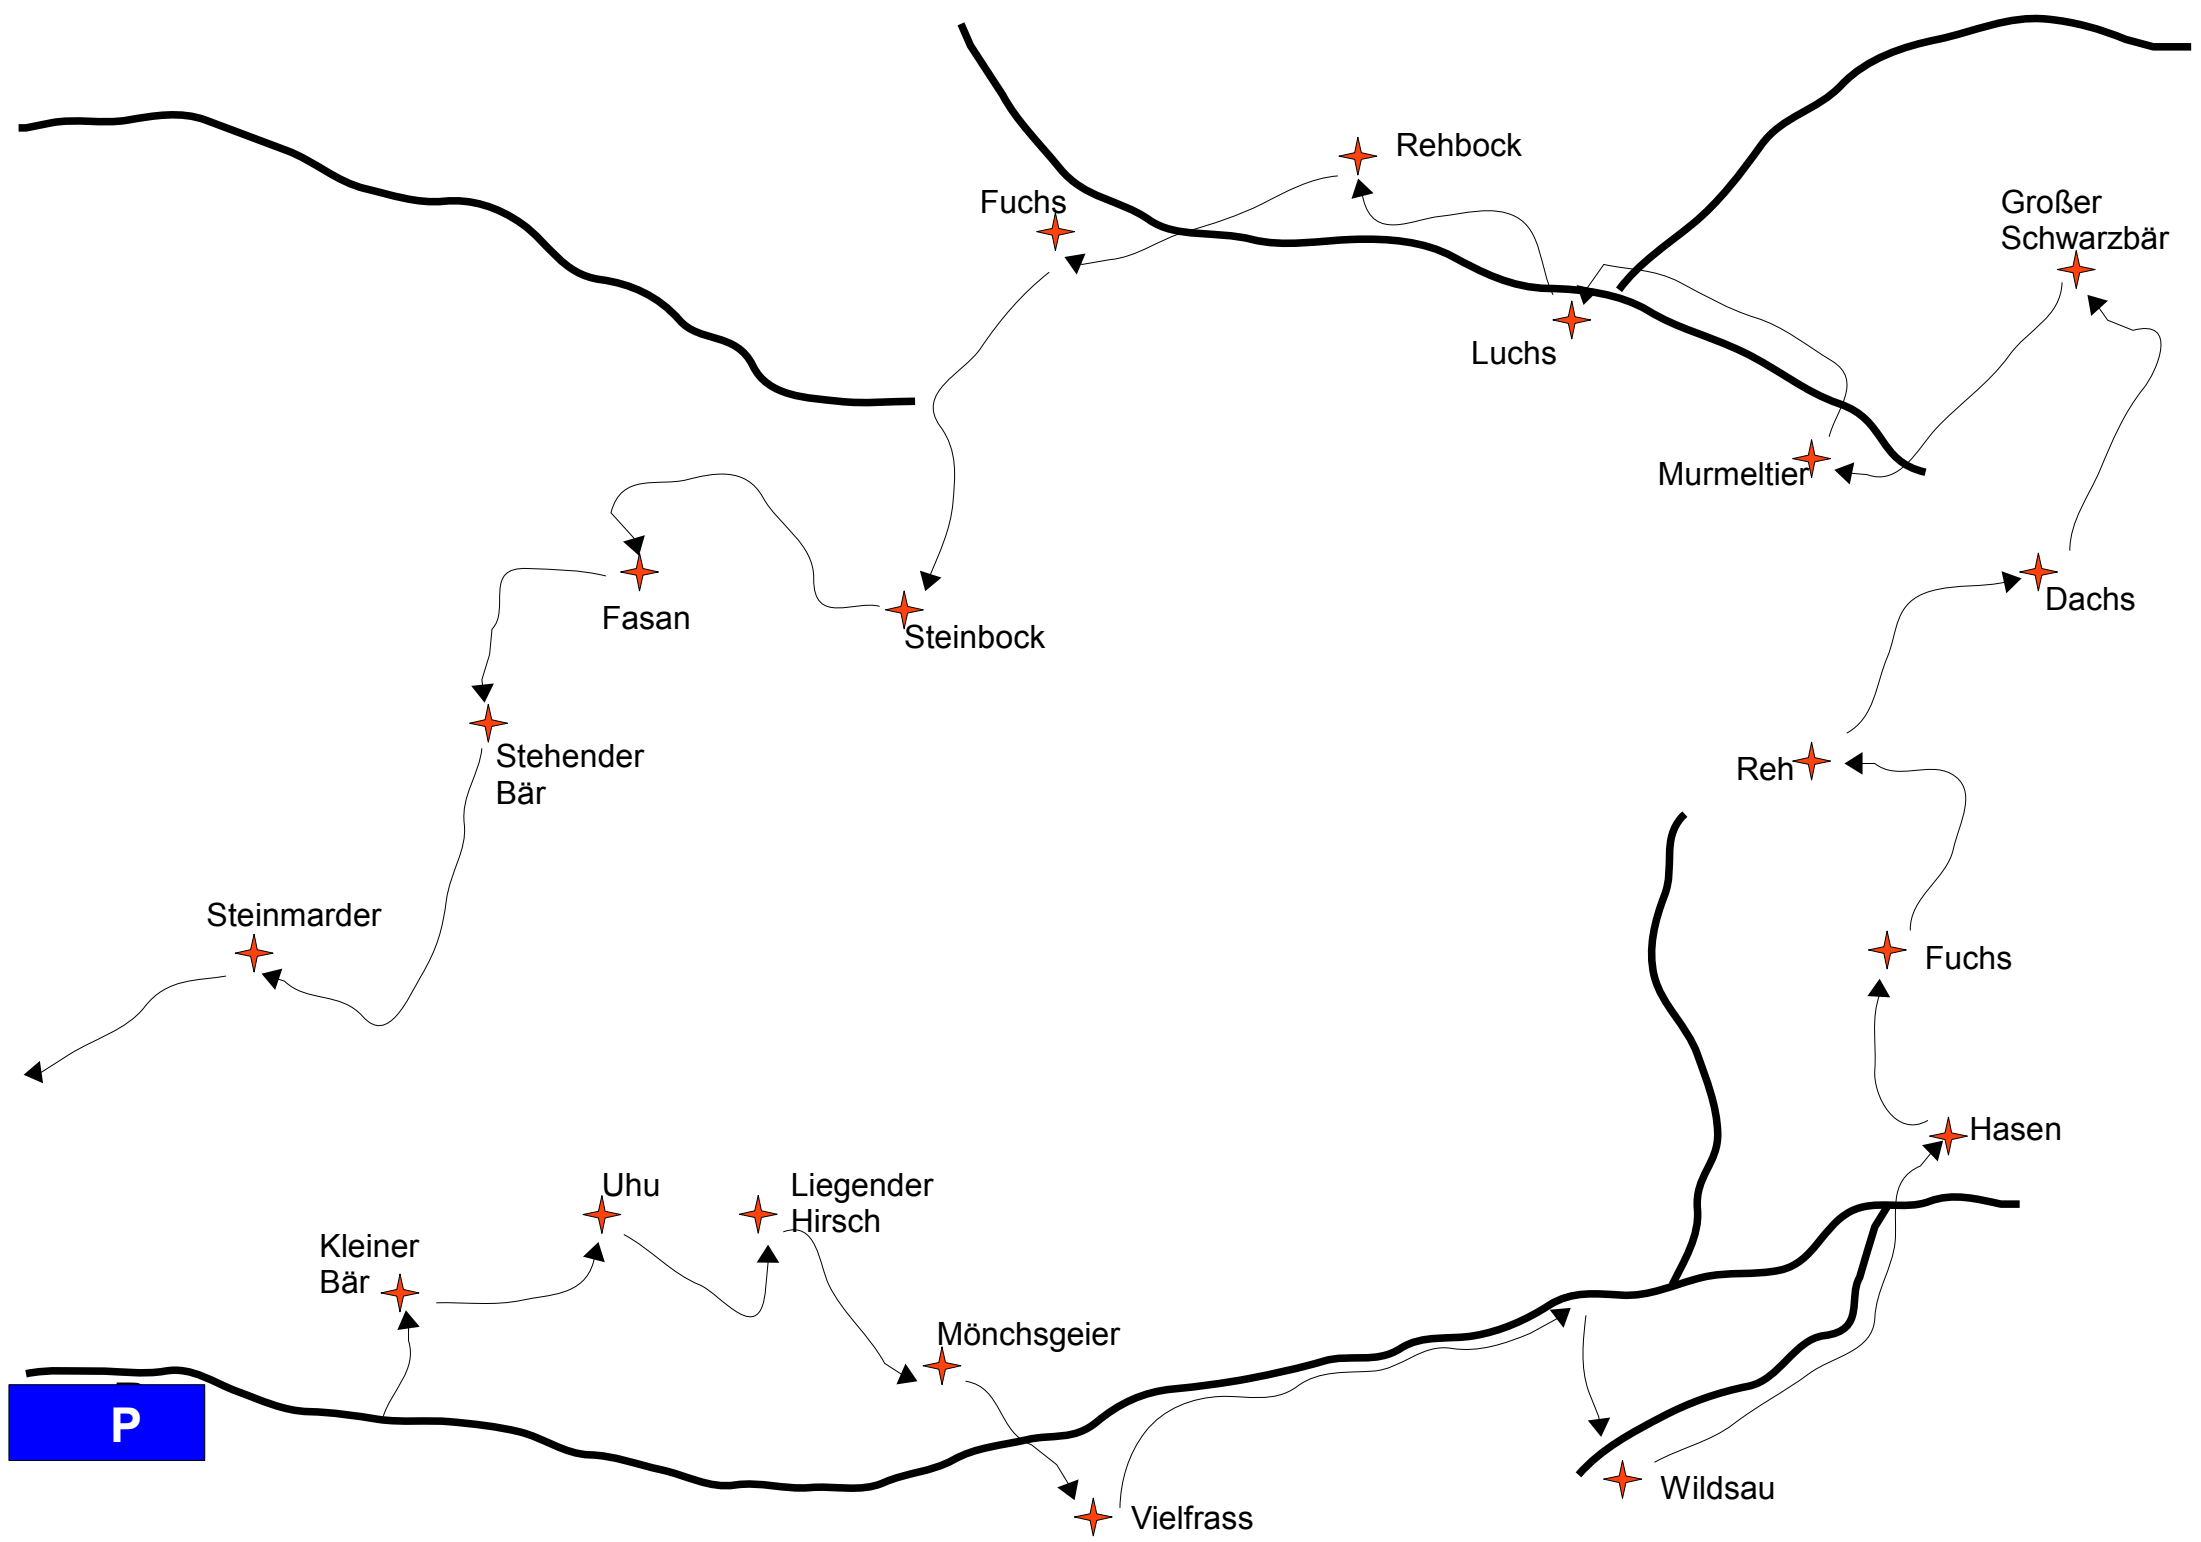 Rehbock
Fuchs
Großer
Schwarzbär
Luchs
Murmeltier
Fasan
Steinbock
Dachs
Stehender
Bär
Reh
Steinmarder
Fuchs
Hasen
Uhu
Liegender
Hirsch
Kleiner
Bär
Mönchsgeier
P
Wildsau
Vielfrass